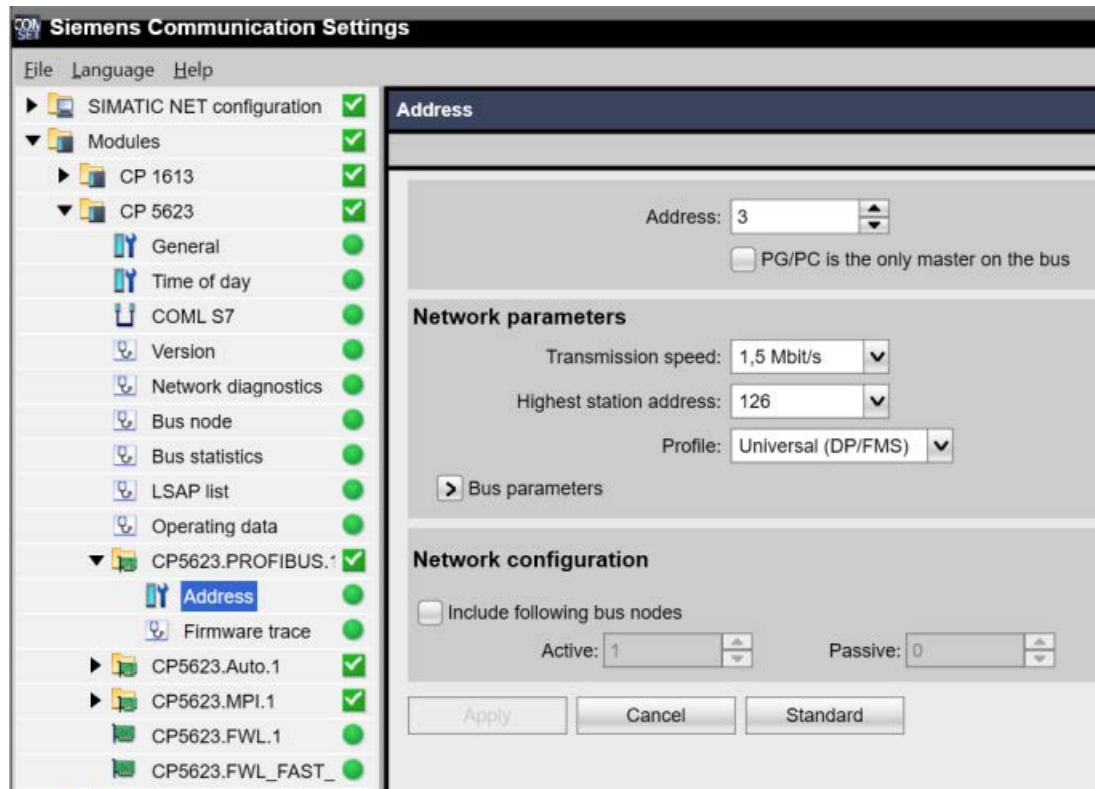 CON
SET
Siemens Communication Settings
File Language Help
SIMATIC NET configuration
Modules
CP 1613
CP 5623
General
Time of day
COML S7
Version
Network diagnostics
Bus node
Bus statistics
LSAP list
Operating data
CP5623.PROFIBUS.1
Address
Firmware trace
CP5623.Auto.1
CP5623.MPI.1
CP5623.FWL.1
CP5623.FWL_FAST_
Address
Address: 3
PG/PC is the only master on the bus
Network parameters
Transmission speed: 1,5 Mbit/s
Highest station address: 126
Profile: Universal (DP/FMS)
Bus parameters
Network configuration
Include following bus nodes
Active: 1 Passive: 0
Apply Cancel Standard